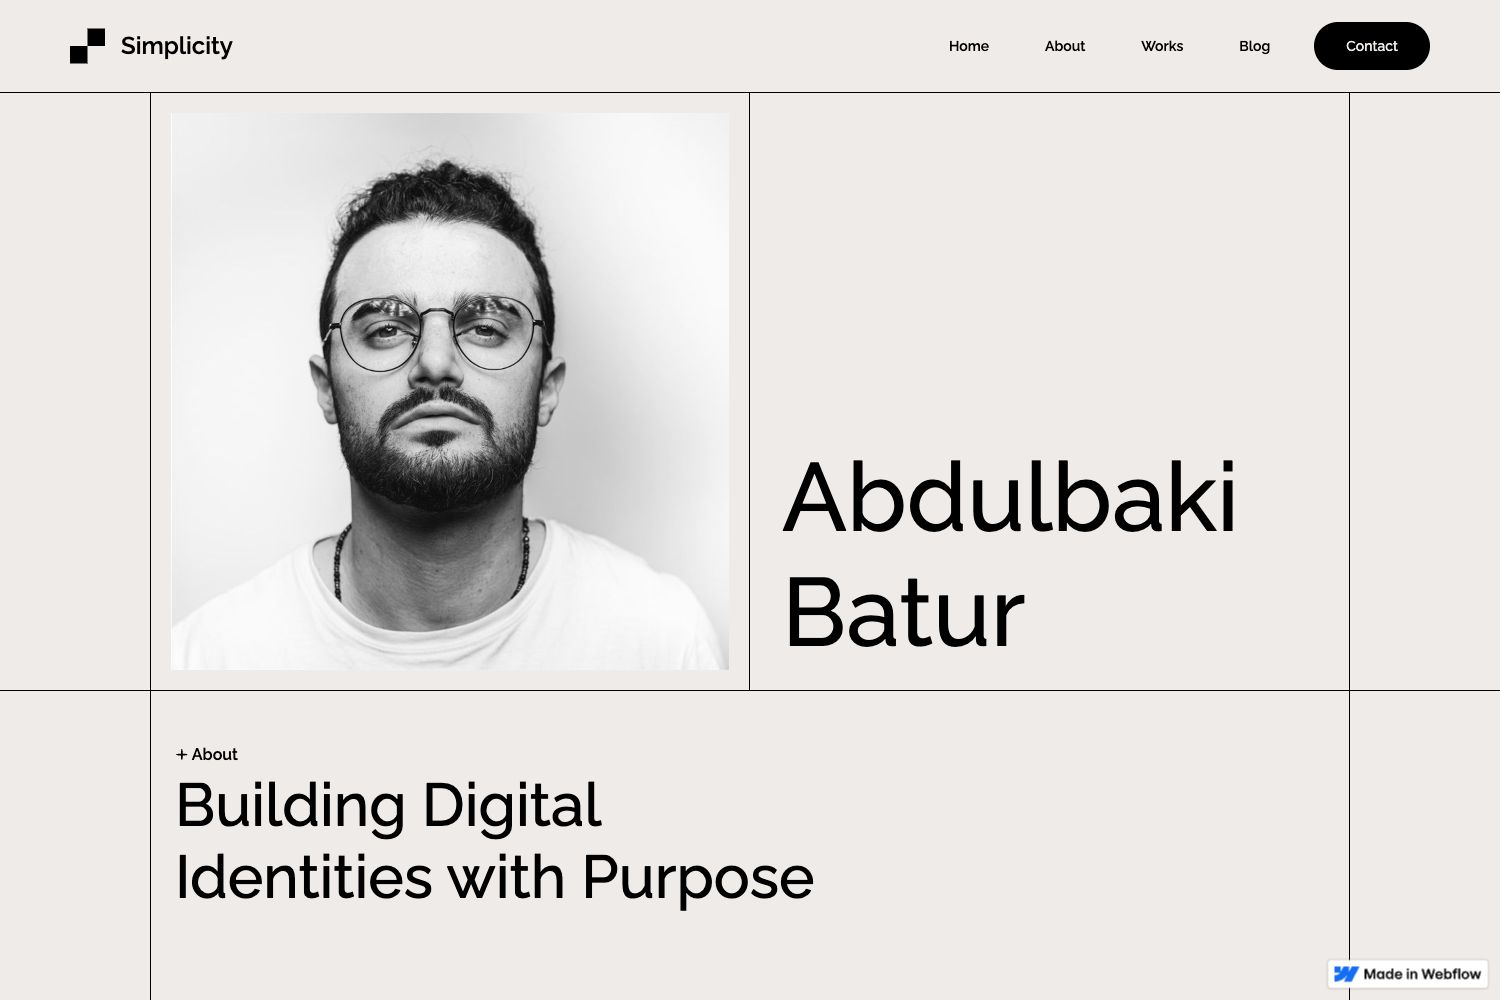 Simplicity
Home
About
Works
Blog
Contact
Abdulbaki
Batur
+ About
Building Digital
Identities with Purpose
Made in Webflow